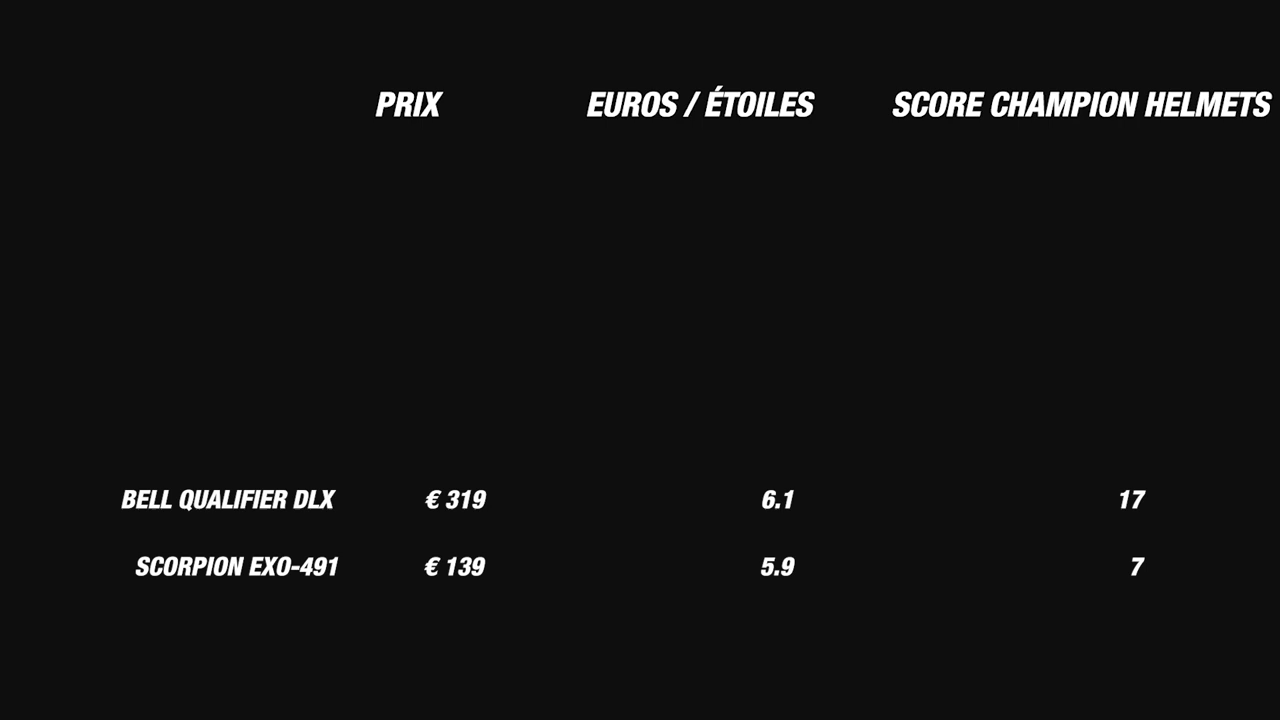 PRIX EUROS / ÉTOILES SCORE CHAMPION HELMETS
BELL QUALIFIER DLX € 319 6.1 17
SCORPION EXO-491 € 139 5.9 7